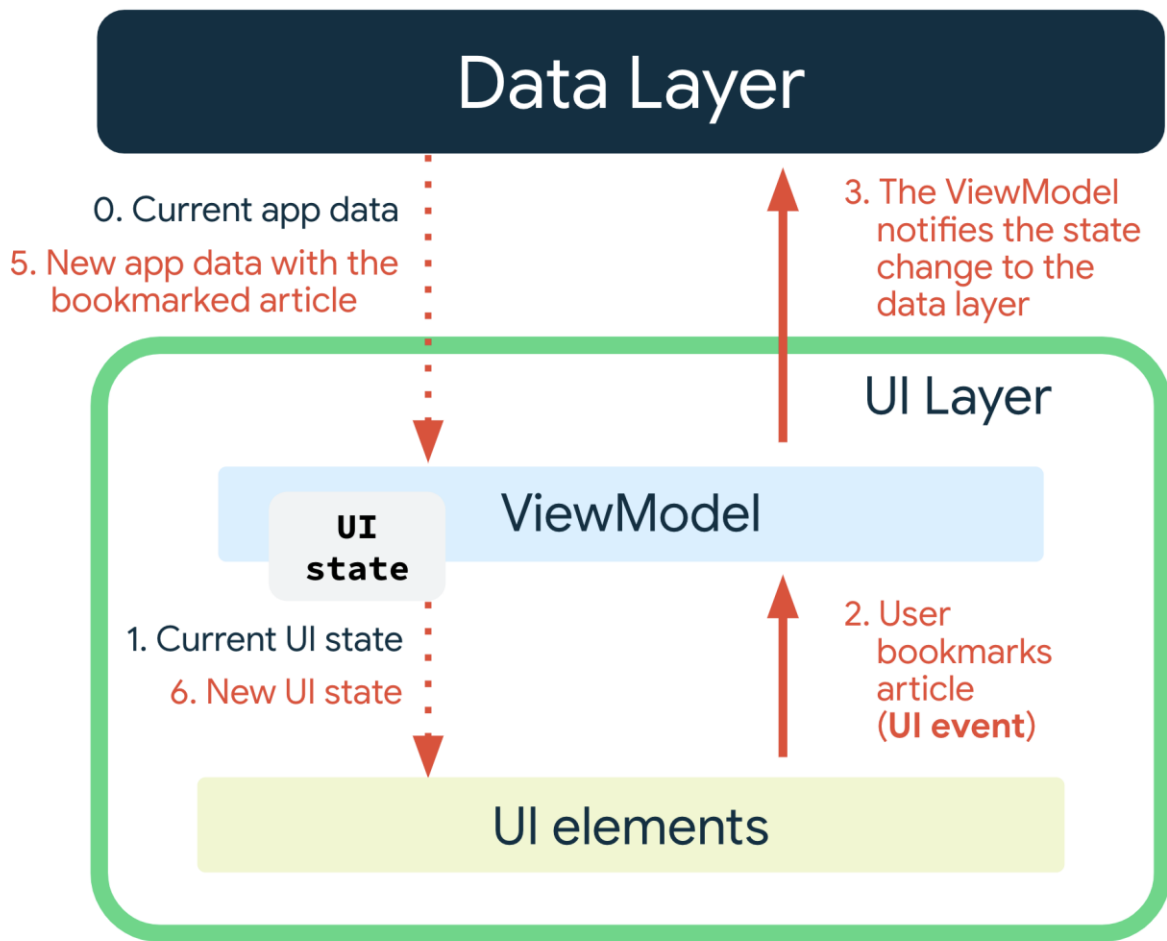 Data Layer
0. Current app data
5. New app data with the
bookmarked article
3. The ViewModel
notifies the state
change to the
data layer
UI Layer
ViewModel
UI
state
1. Current UI state
6. New UI state
2. User
bookmarks
article
(UI event)
UI elements